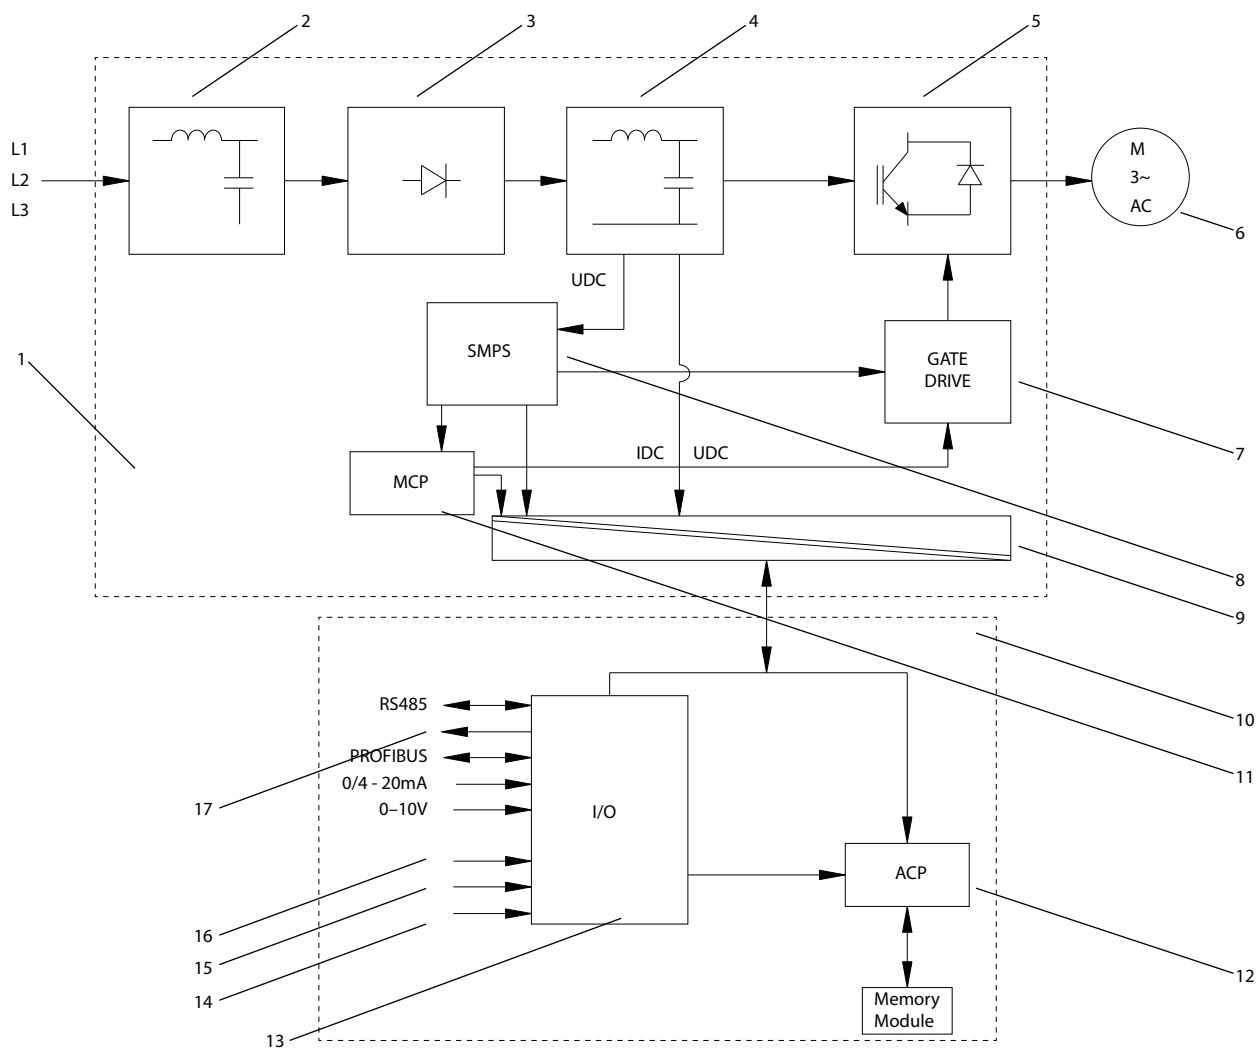 2
3
4
5
L1
L2
L3
M
3~
AC
6
UDC
1
SMPS
GATE
DRIVE
7
IDC
UDC
MCP
8
9
10
RS485
PROFIBUS
0/4 - 20mA
0–10V
17
I/O
11
ACP
16
15
14
12
13
Memory
Module